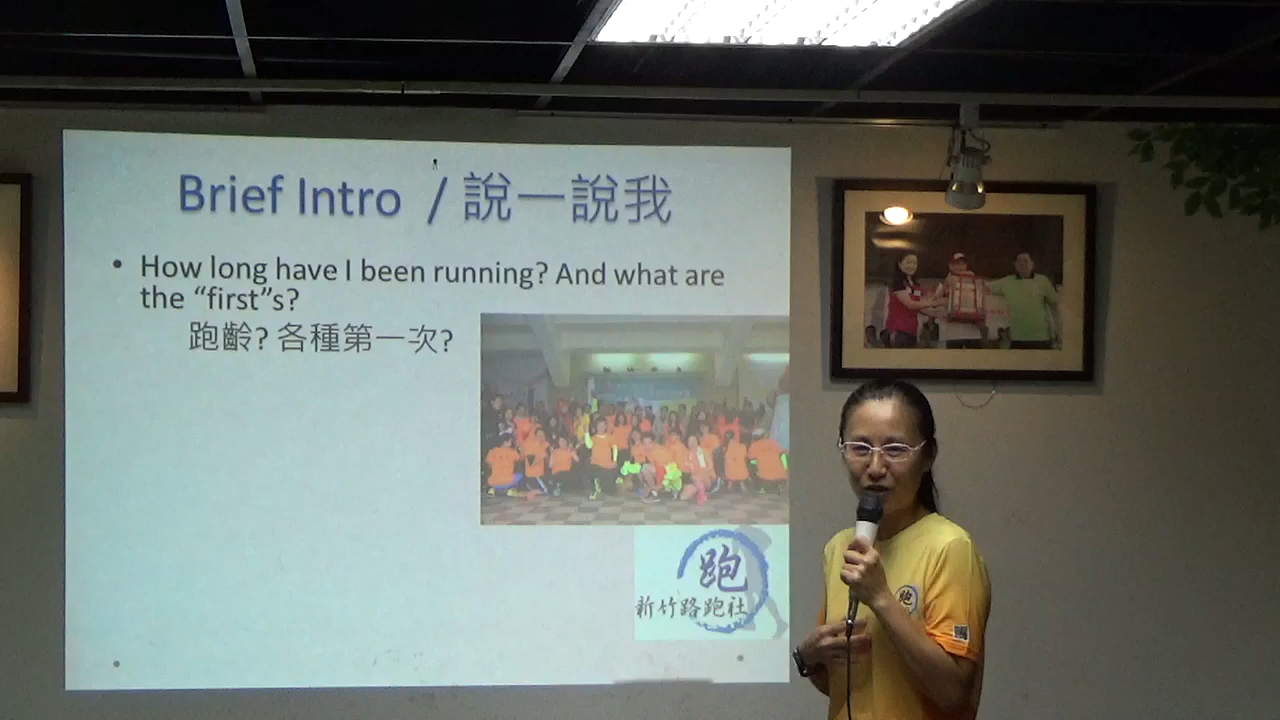 Brief Intro / 說一說我
• How long have I been running? And what are
the “first”s?
跑齡? 各種第一次?
跑
新竹路跑社
跑